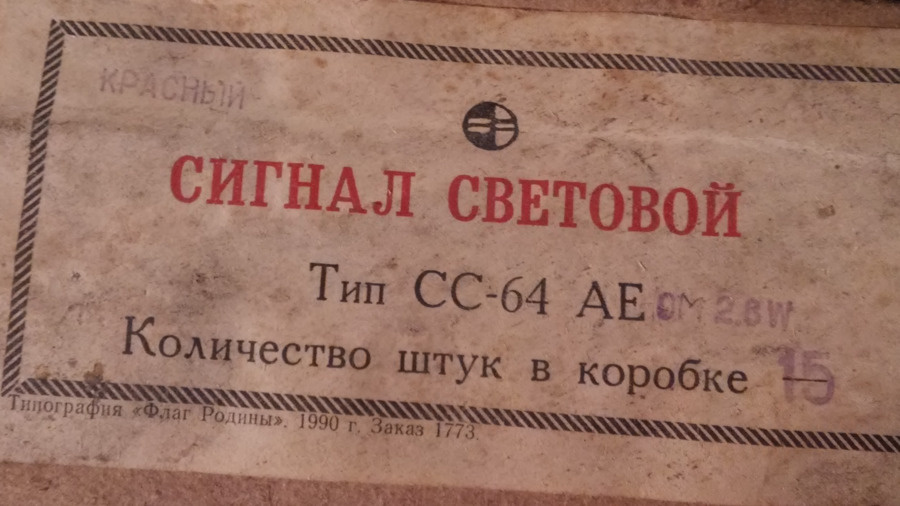 КРАСНЫЙ
СИГНАЛ СВЕТОВОЙ
Тип СС-64 АЕ ОМ 2.8W
Количество штук в коробке — 15
Типография «Флаг Родины». 1990 г. Заказ 1773.